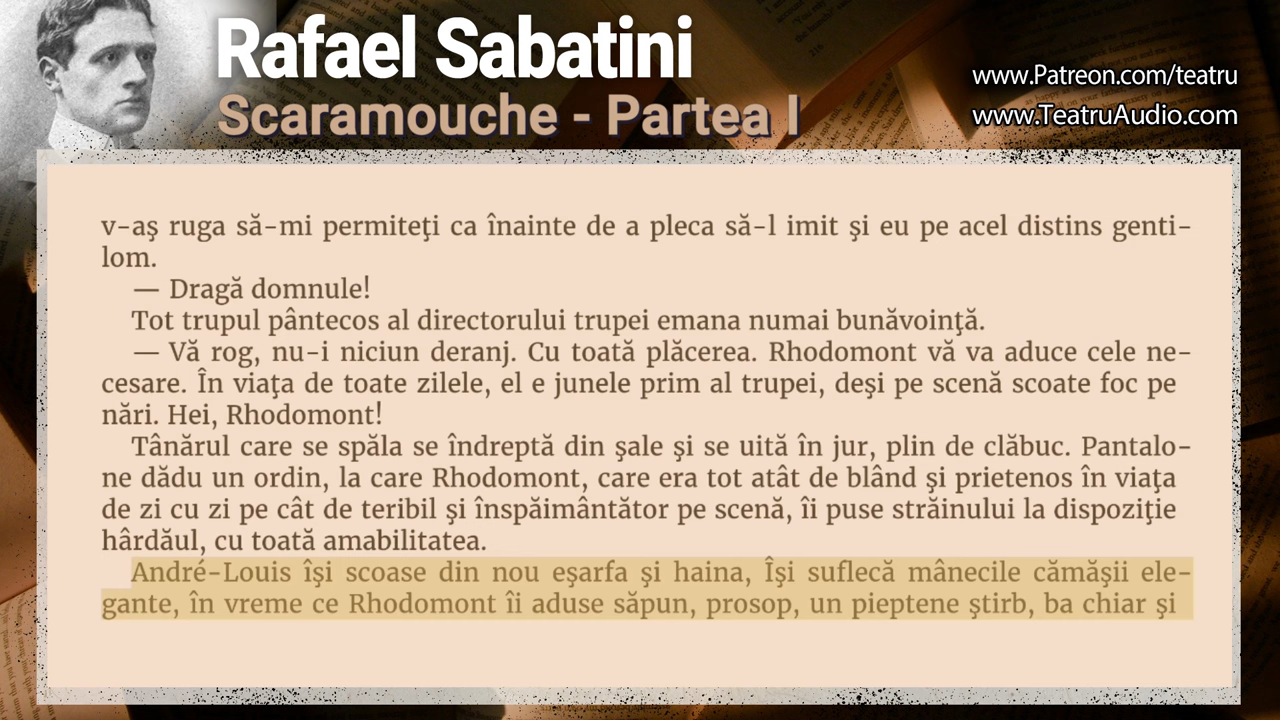 Rafael Sabatini
Scaramouche - Partea I
www.Patreon.com/teatru
www.TeatruAudio.com
v-aş ruga să-mi permiteţi ca înainte de a pleca să-l imit şi eu pe acel distins genti-
lom.
— Dragă domnule!
Tot trupul pântecos al directorului trupei emana numai bunăvoinţă.
— Vă rog, nu-i niciun deranj. Cu toată plăcerea. Rhodomont vă va aduce cele ne-
cesare. În viaţa de toate zilele, el e junele prim al trupei, deşi pe scenă scoate foc pe
nări. Hei, Rhodomont!
Tânărul care se spăla se îndreptă din şale şi se uită în jur, plin de clăbuc. Pantalo-
ne dădu un ordin, la care Rhodomont, care era tot atât de blând şi prietenos în viaţa
de zi cu zi pe cât de teribil şi înspăimântător pe scenă, îi puse străinului la dispoziţie
hârdăul, cu toată amabilitatea.
André-Louis îşi scoase din nou eşarfa şi haina, Îşi suflecă mânecile cămăşii ele-
gante, în vreme ce Rhodomont îi aduse săpun, prosop, un pieptene ştirb, ba chiar şi